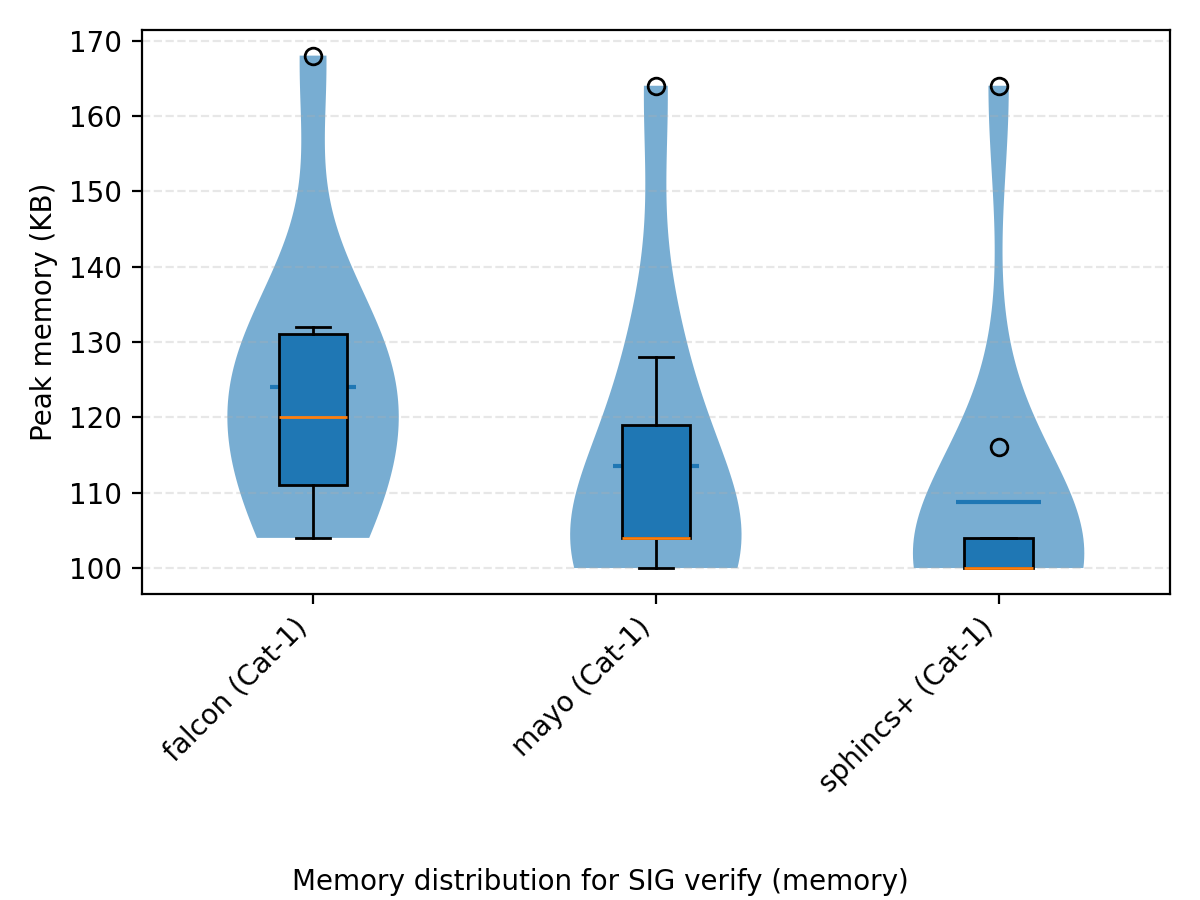 170
160
150
140
130
120
110
100
Peak memory (KB)
falcon (Cat-1)
mayo (Cat-1)
sphincs+ (Cat-1)
Memory distribution for SIG verify (memory)